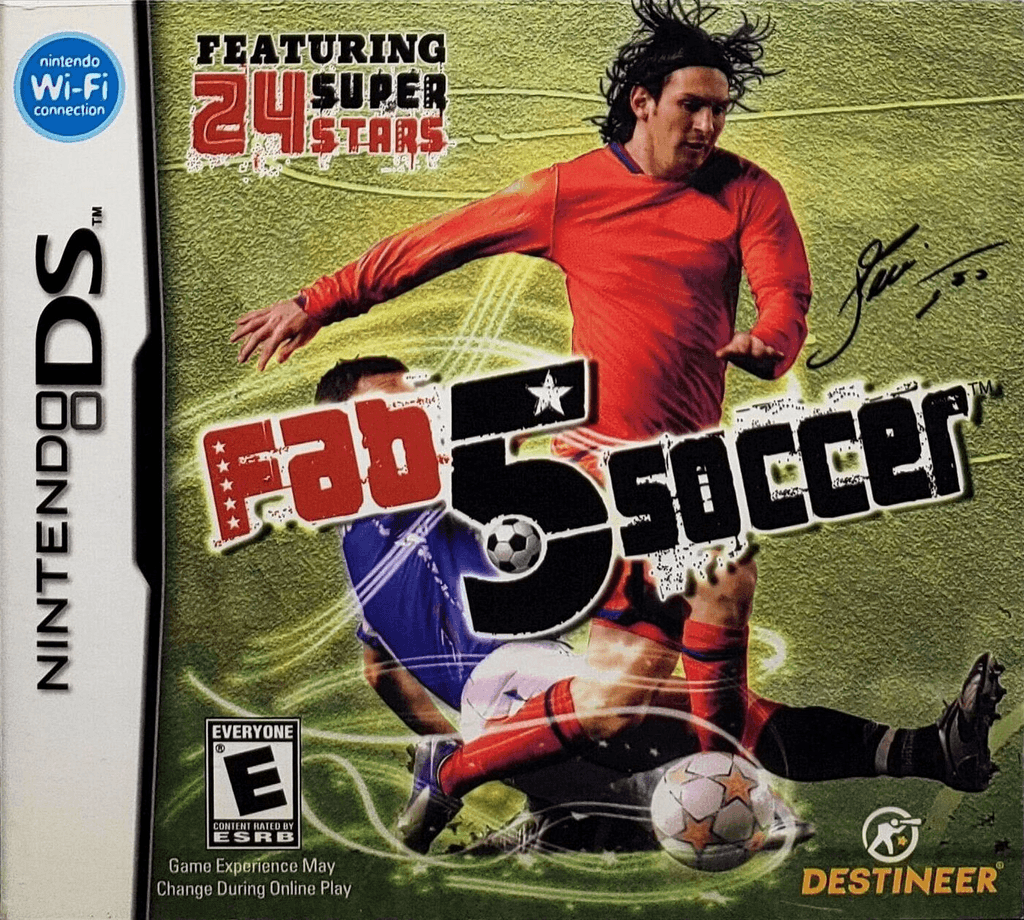 nintendo
Wi-Fi
connection
FEATURING
24 SUPER
STARS
NINTENDO DS™
Fab 5 soccer™
EVERYONE
E
®
CONTENT RATED BY
ESRB
Game Experience May
Change During Online Play
DESTINEER®